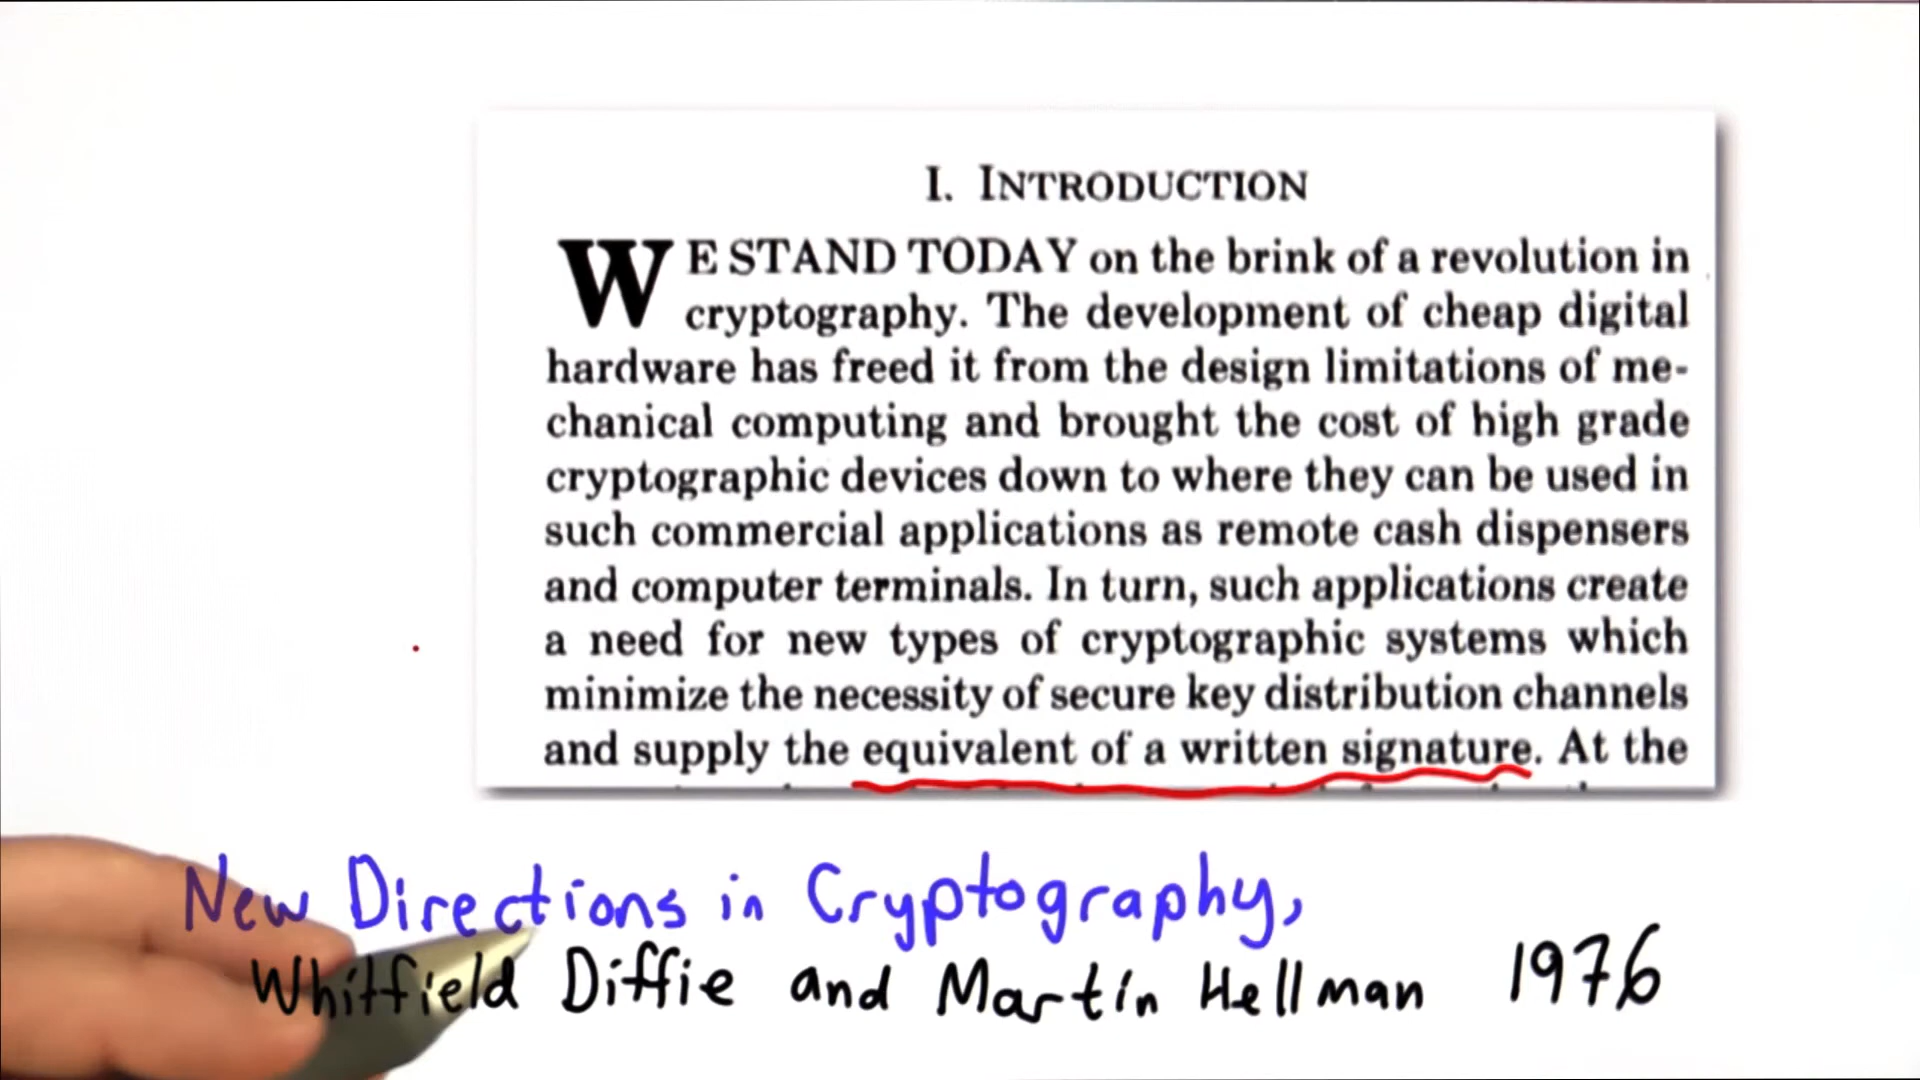 I. INTRODUCTION
WE STAND TODAY on the brink of a revolution in
cryptography. The development of cheap digital
hardware has freed it from the design limitations of me-
chanical computing and brought the cost of high grade
cryptographic devices down to where they can be used in
such commercial applications as remote cash dispensers
and computer terminals. In turn, such applications create
a need for new types of cryptographic systems which
minimize the necessity of secure key distribution channels
and supply the equivalent of a written signature. At the
New Directions in Cryptography,
Whitfield Diffie and Martin Hellman 1976